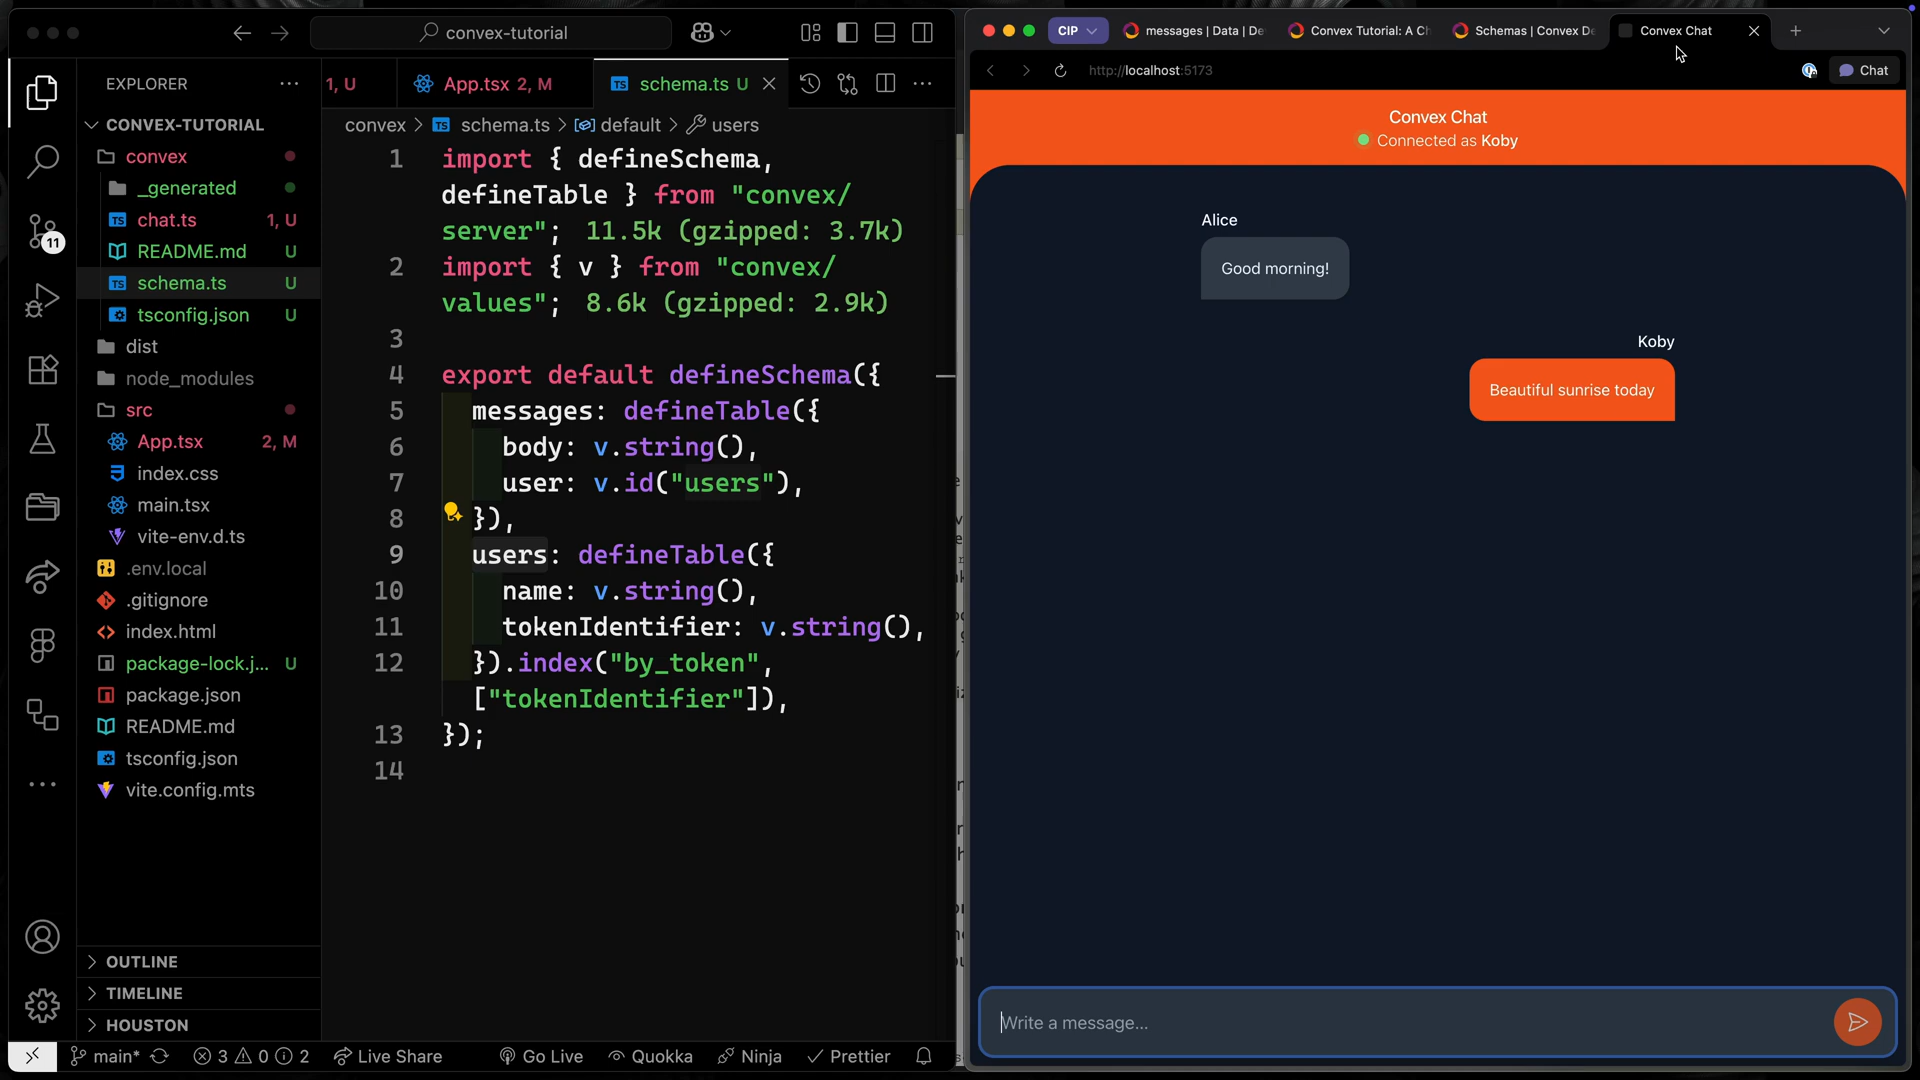 convex-tutorial
EXPLORER
CONVEX-TUTORIAL
convex
_generated
chat.ts 1, U
README.md U
schema.ts U
tsconfig.json U
dist
node_modules
src
App.tsx 2, M
index.css
main.tsx
vite-env.d.ts
.env.local
.gitignore
index.html
package-lock.j... U
package.json
README.md
tsconfig.json
vite.config.mts
OUTLINE
TIMELINE
HOUSTON
11
1, U
App.tsx 2, M
schema.ts U
convex > TS schema.ts > default > users
1 import { defineSchema,
defineTable } from "convex/
server"; 11.5k (gzipped: 3.7k)
2 import { v } from "convex/
values"; 8.6k (gzipped: 2.9k)
3
4 export default defineSchema({
5 messages: defineTable({
6 body: v.string(),
7 user: v.id("users"),
8 }),
9 users: defineTable({
10 name: v.string(),
11 tokenIdentifier: v.string(),
12 }).index("by_token",
["tokenIdentifier"]),
13 });
14
main* 3 0 2 Live Share Go Live Quokka Ninja Prettier
CIP
messages | Data | De
Convex Tutorial: A Ch
Schemas | Convex De
Convex Chat
http://localhost:5173
Chat
Convex Chat
Connected as Koby
Alice
Good morning!
Koby
Beautiful sunrise today
Write a message...